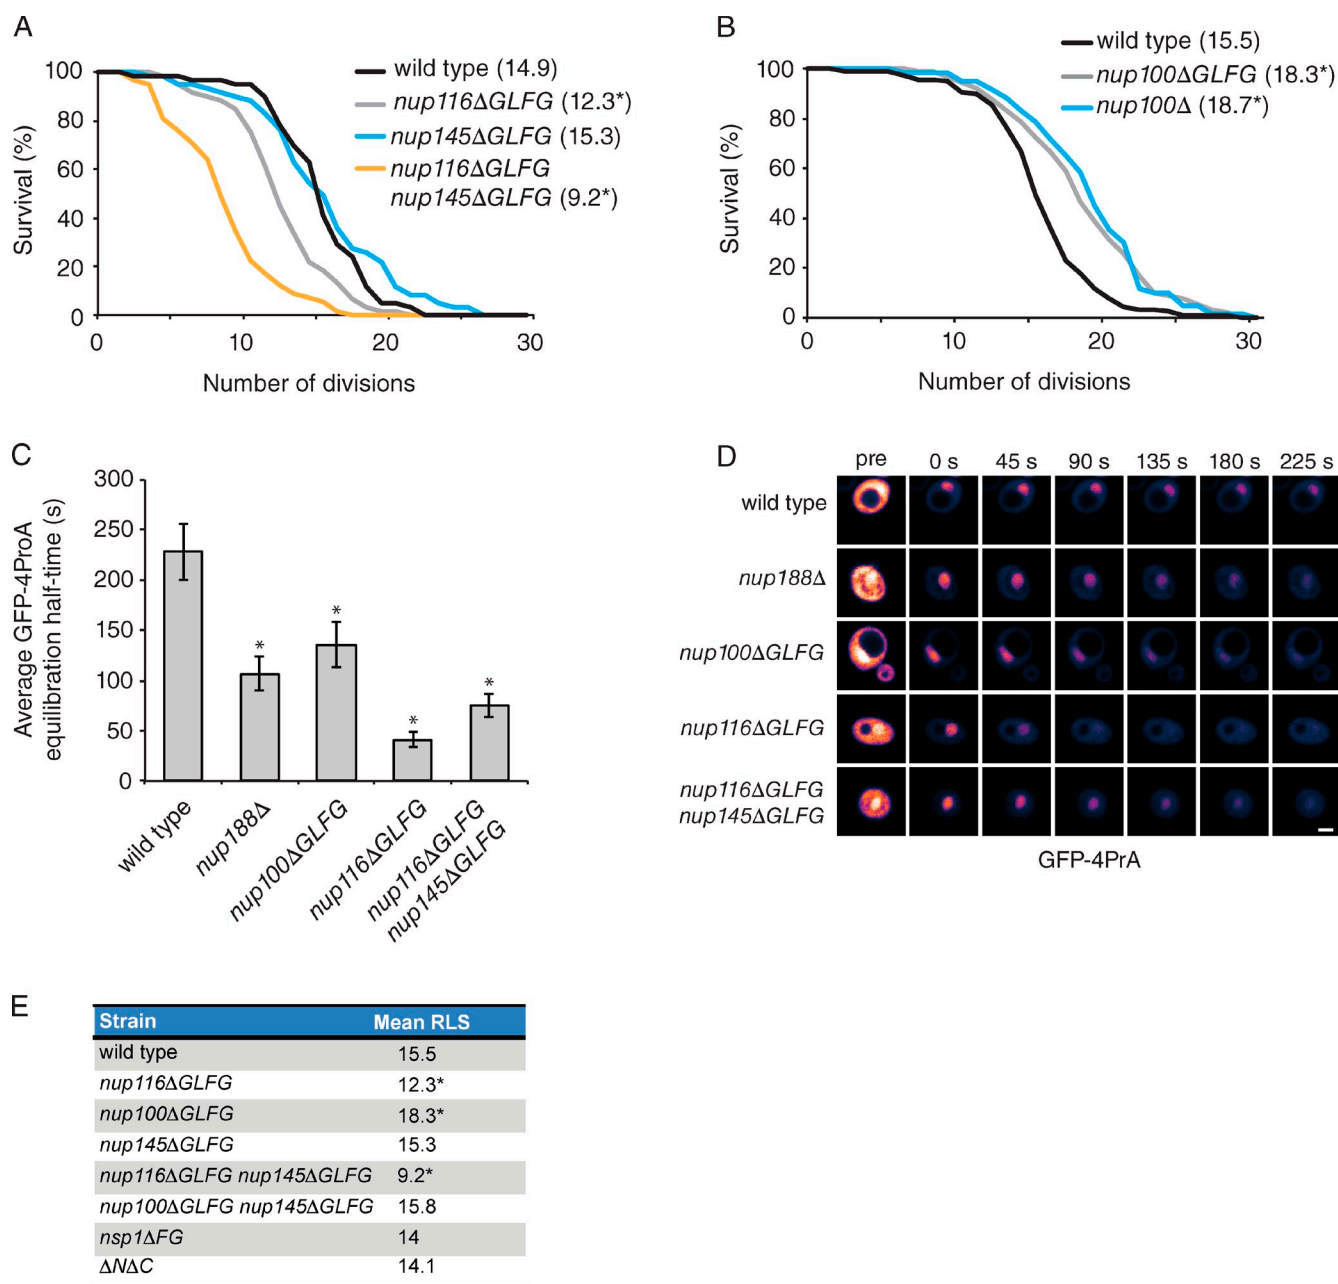 A
100
80
60
40
20
0
Survival (%)
0 10 20 30
Number of divisions
wild type (14.9)
nup116ΔGLFG (12.3*)
nup145ΔGLFG (15.3)
nup116ΔGLFG
nup145ΔGLFG (9.2*)
B
100
80
60
40
20
0
Survival (%)
0 10 20 30
Number of divisions
wild type (15.5)
nup100ΔGLFG (18.3*)
nup100Δ (18.7*)
C
300
250
200
150
100
50
0
Average GFP-4ProA
equilibration half-time (s)
* * * *
wild type
nup188Δ
nup100ΔGLFG
nup116ΔGLFG
nup116ΔGLFG
nup145ΔGLFG
D
pre 0 s 45 s 90 s 135 s 180 s 225 s
wild type
nup188Δ
nup100ΔGLFG
nup116ΔGLFG
nup116ΔGLFG
nup145ΔGLFG
GFP-4PrA
E
Strain Mean RLS
wild type 15.5
nup116ΔGLFG 12.3*
nup100ΔGLFG 18.3*
nup145ΔGLFG 15.3
nup116ΔGLFG nup145ΔGLFG 9.2*
nup100ΔGLFG nup145ΔGLFG 15.8
nsp1ΔFG 14
ΔNΔC 14.1